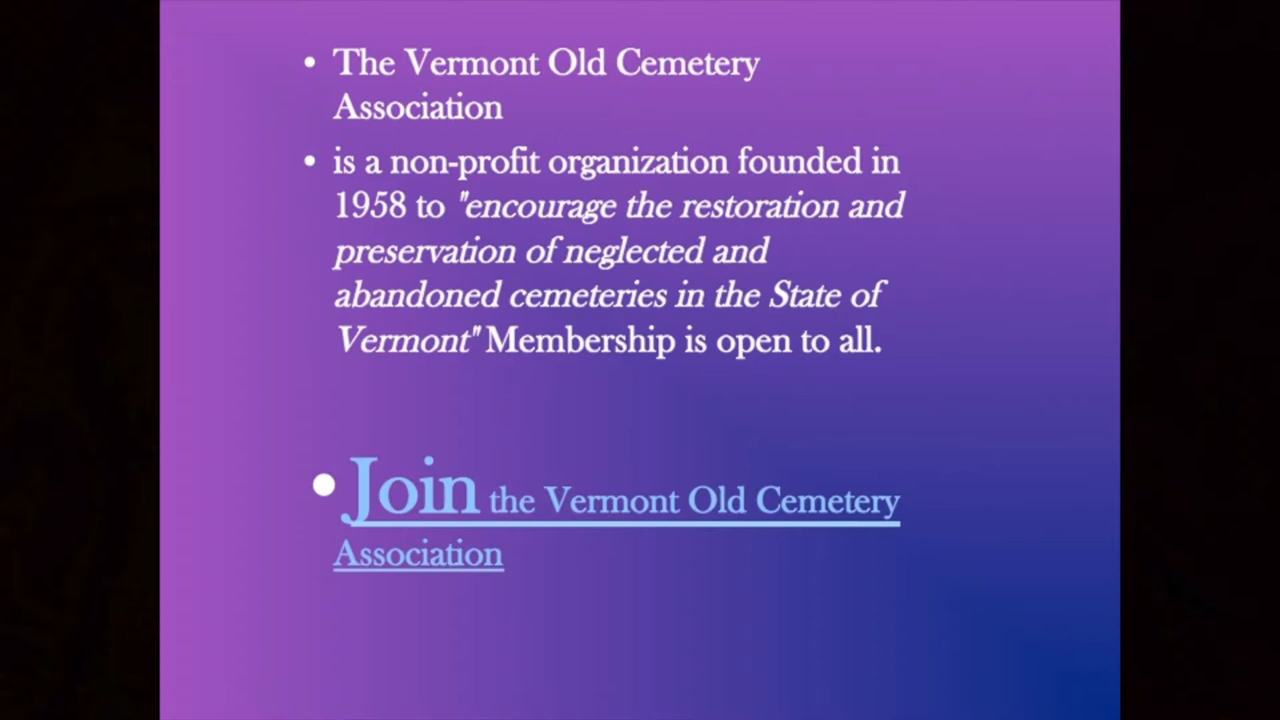 • The Vermont Old Cemetery
Association
• is a non-profit organization founded in
1958 to "encourage the restoration and
preservation of neglected and
abandoned cemeteries in the State of
Vermont" Membership is open to all.
• Join the Vermont Old Cemetery
Association